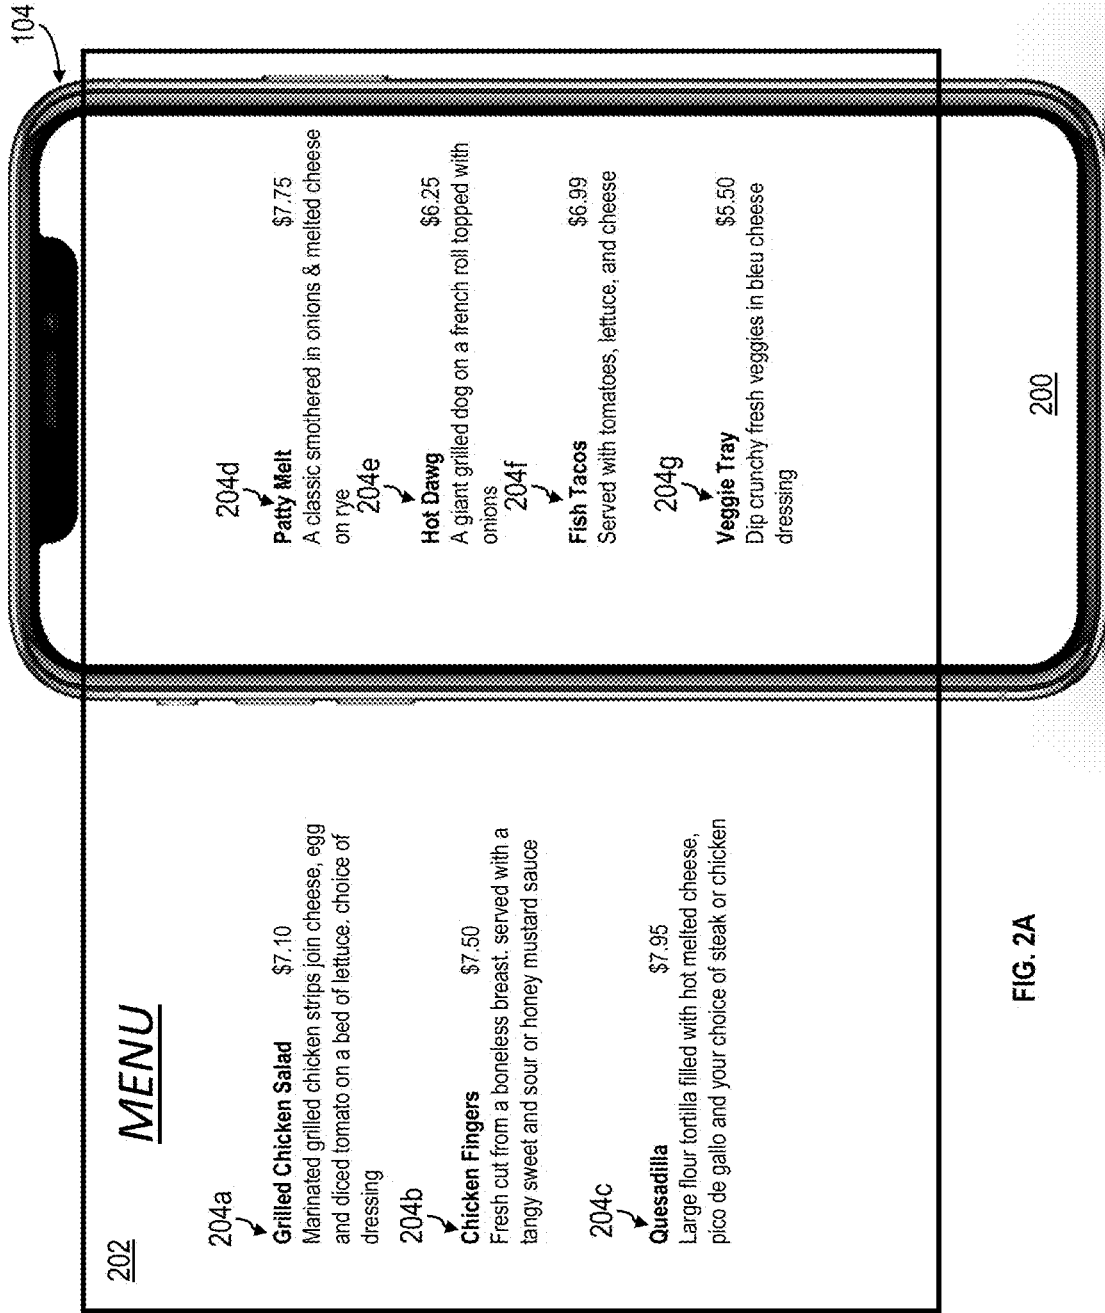 104
202
MENU
204a
Grilled Chicken Salad $7.10
Marinated grilled chicken strips join cheese, egg
and diced tomato on a bed of lettuce. choice of
dressing
204b
Chicken Fingers $7.50
Fresh cut from a boneless breast. served with a
tangy sweet and sour or honey mustard sauce
204c
Quesadilla $7.95
Large flour tortilla filled with hot melted cheese,
pico de gallo and your choice of steak or chicken
204d
Patty Melt $7.75
A classic smothered in onions & melted cheese
on rye
204e
Hot Dawg $6.25
A giant grilled dog on a french roll topped with
onions
204f
Fish Tacos $6.99
Served with tomatoes, lettuce, and cheese
204g
Veggie Tray $5.50
Dip crunchy fresh veggies in bleu cheese
dressing
200
FIG. 2A